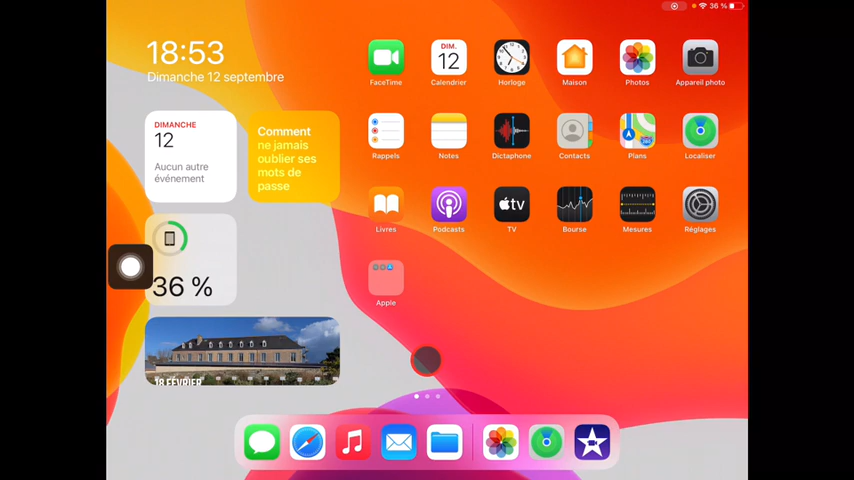 36 %
18:53
Dimanche 12 septembre
DIMANCHE
12
Aucun autre
événement
Comment
ne jamais
oublier ses
mots de
passe
36 %
18 FÉVRIER
DIM.
12
FaceTime
Calendrier
Horloge
Maison
Photos
Appareil photo
Rappels
Notes
Dictaphone
Contacts
Plans
Localiser
tv
Livres
Podcasts
TV
Bourse
Mesures
Réglages
Apple